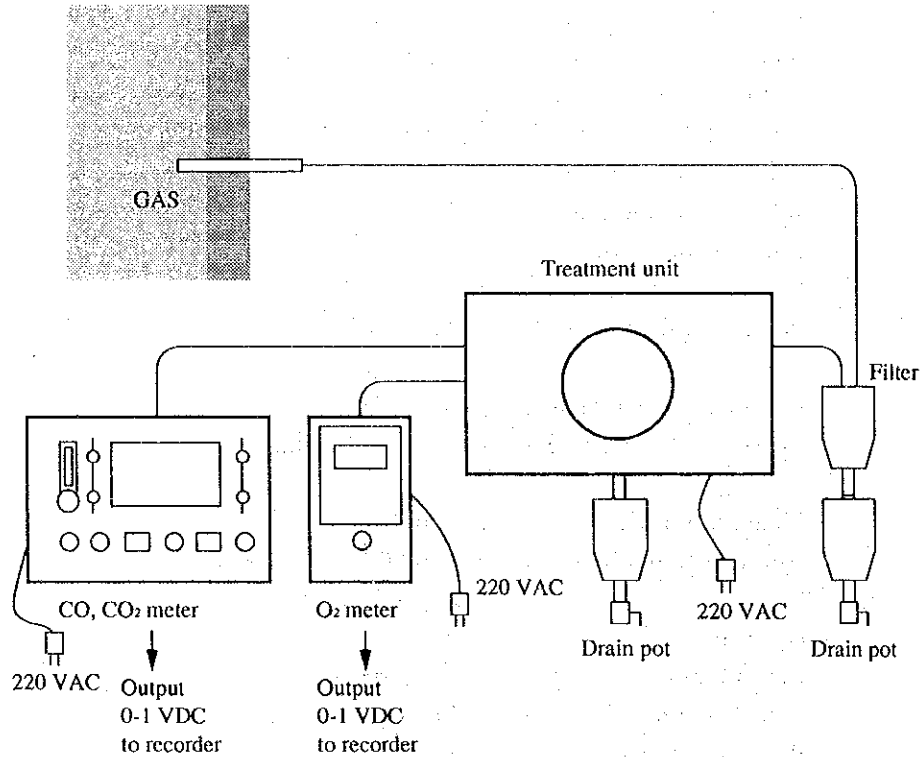 GAS
Treatment unit
Filter
CO, CO₂ meter
O₂ meter
220 VAC
220 VAC
220 VAC
Drain pot
Drain pot
Output
0-1 VDC
to recorder
Output
0-1 VDC
to recorder